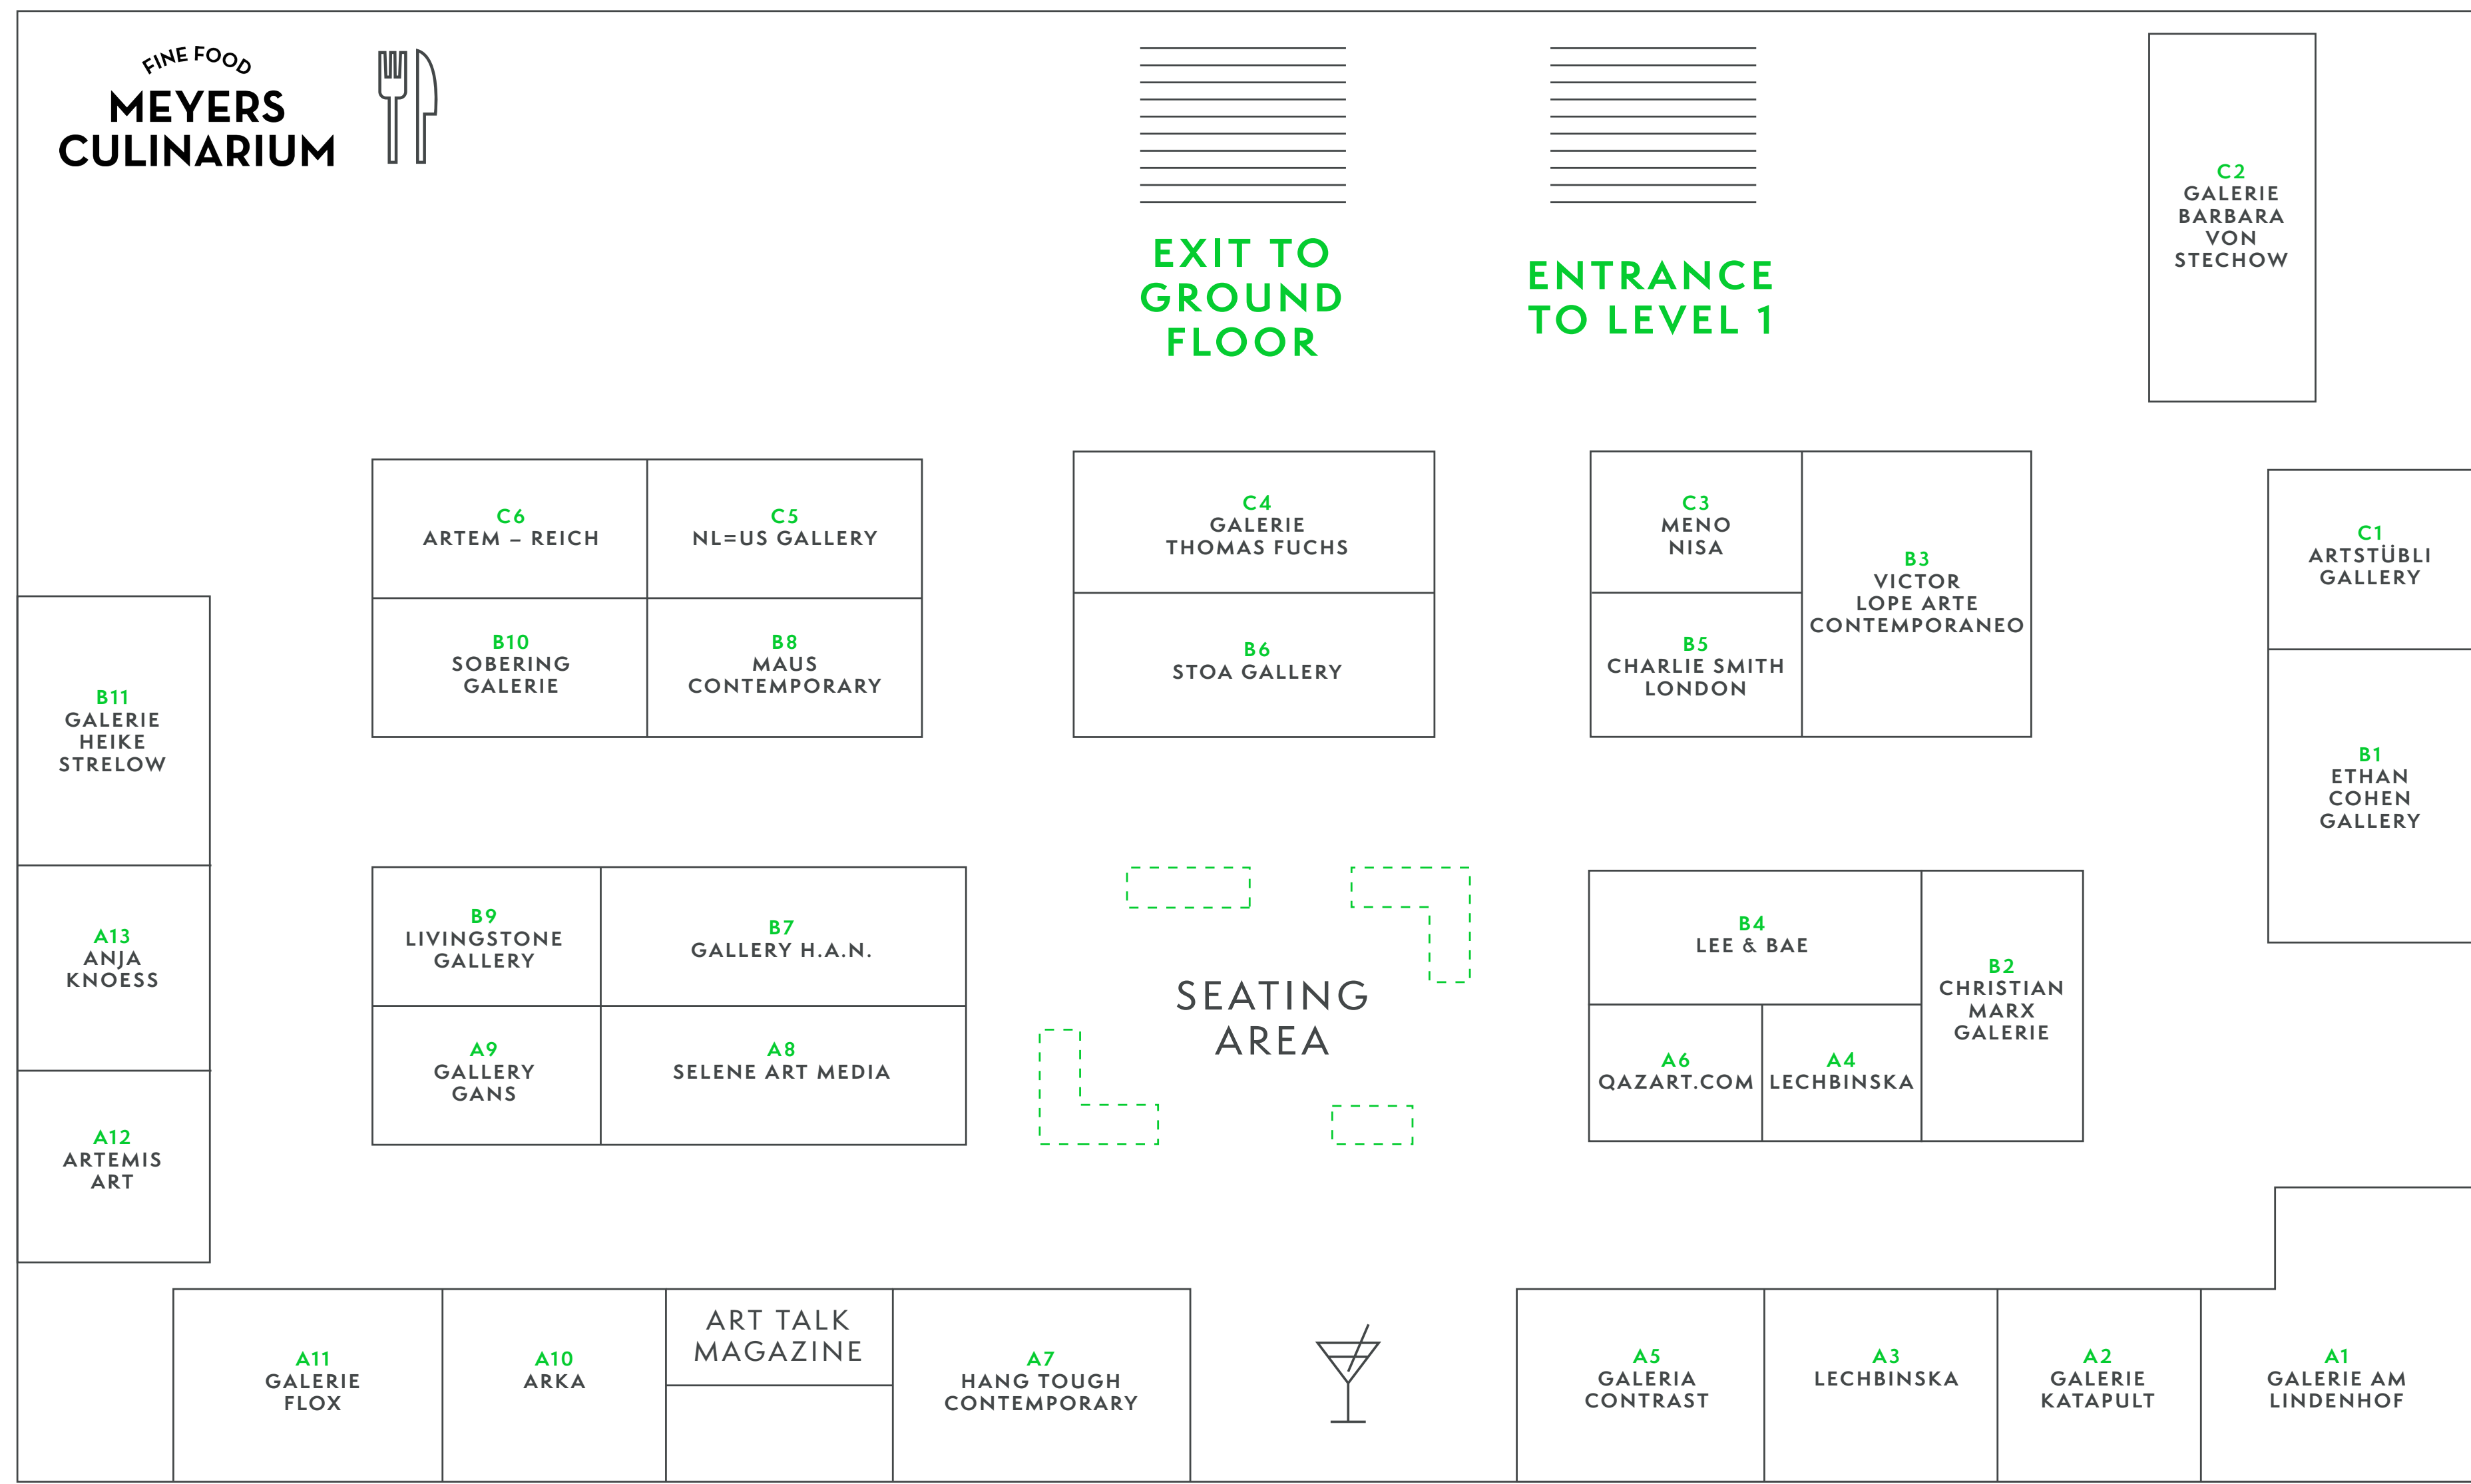 FINE FOOD
MEYERS
CULINARIUM
EXIT TO
GROUND
FLOOR
ENTRANCE
TO LEVEL 1
C2
GALERIE
BARBARA
VON
STECHOW
C6
ARTEM – REICH
C5
NL=US GALLERY
C4
GALERIE
THOMAS FUCHS
C3
MENO
NISA
B3
VICTOR
LOPE ARTE
CONTEMPORANEO
C1
ARTSTÜBLI
GALLERY
B10
SOBERING
GALERIE
B8
MAUS
CONTEMPORARY
B6
STOA GALLERY
B5
CHARLIE SMITH
LONDON
B11
GALERIE
HEIKE
STRELOW
B1
ETHAN
COHEN
GALLERY
A13
ANJA
KNOESS
B9
LIVINGSTONE
GALLERY
B7
GALLERY H.A.N.
SEATING
AREA
B4
LEE & BAE
B2
CHRISTIAN
MARX
GALERIE
A9
GALLERY
GANS
A8
SELENE ART MEDIA
A6
QAZART.COM
A4
LECHBINSKA
A12
ARTEMIS
ART
A11
GALERIE
FLOX
A10
ARKA
ART TALK
MAGAZINE
A7
HANG TOUGH
CONTEMPORARY
A5
GALERIA
CONTRAST
A3
LECHBINSKA
A2
GALERIE
KATAPULT
A1
GALERIE AM
LINDENHOF